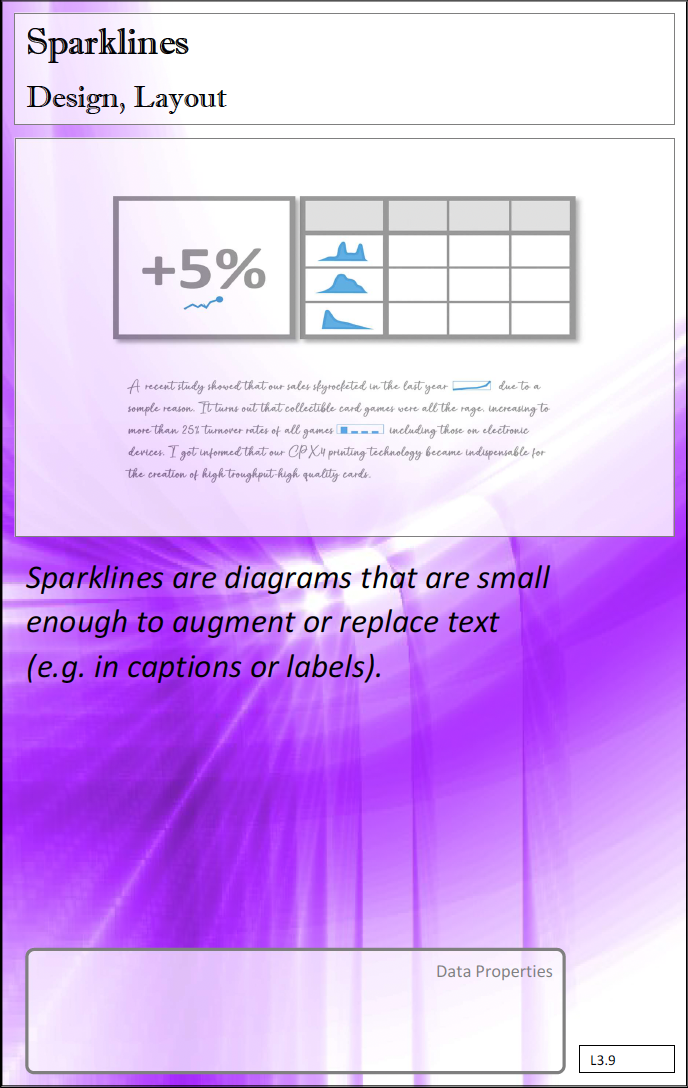 Sparklines
Design, Layout
+5%
A recent study showed that our sales skyrocketed in the last year due to a
somple reason. It turns out that collectible card games were all the rage, increasing to
more than 25% turnover rates of all games including those on electronic
devices. I got informed that our CPX4 printing technology became indispensable for
the creation of high troughput-high quality cards.
Sparklines are diagrams that are small
enough to augment or replace text
(e.g. in captions or labels).
Data Properties
L3.9